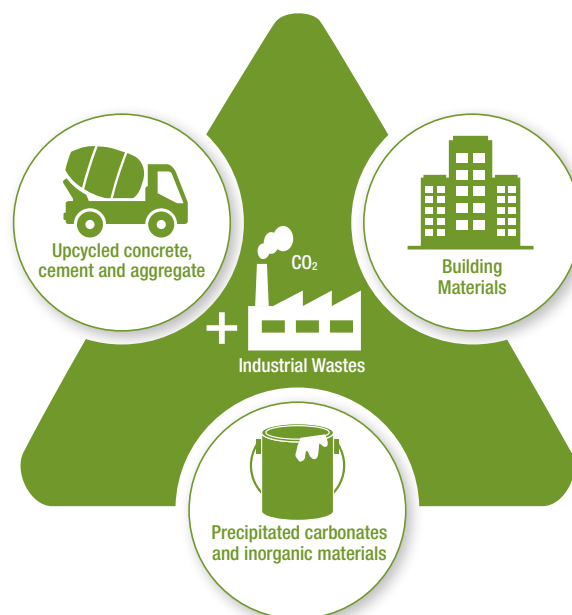 Upcycled concrete,
cement and aggregate
Building
Materials
CO₂
+
Industrial Wastes
Precipitated carbonates
and inorganic materials